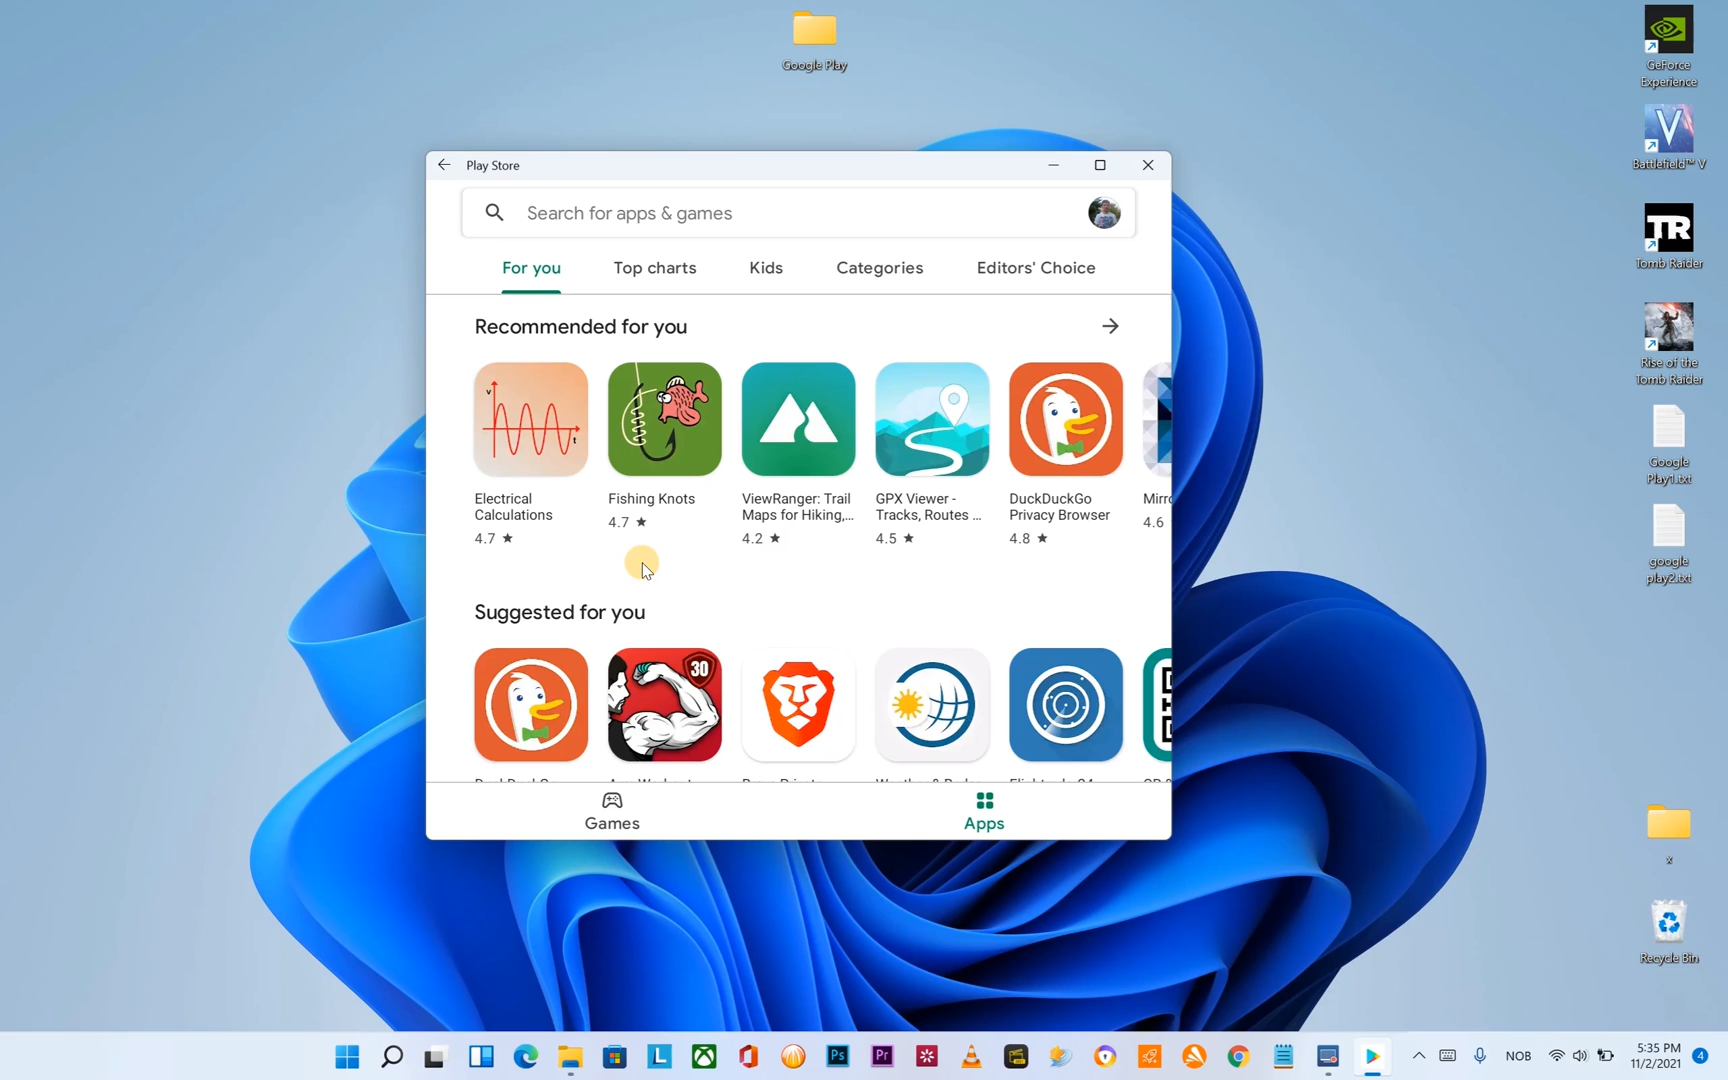 Google Play
GeForce
Experience
Battlefield™ V
TR
Tomb Raider
Rise of the
Tomb Raider
Google
Play1.txt
google
play2.txt
x
Recycle Bin
Play Store
Search for apps & games
For you
Top charts
Kids
Categories
Editors' Choice
Recommended for you
Electrical
Calculations
4.7 ★
Fishing Knots
4.7 ★
ViewRanger: Trail
Maps for Hiking,...
4.2 ★
GPX Viewer -
Tracks, Routes ...
4.5 ★
DuckDuckGo
Privacy Browser
4.8 ★
4.6
Suggested for you
30
Games
Apps
L
Ps
Pr
NOB
5:35 PM
11/2/2021
4